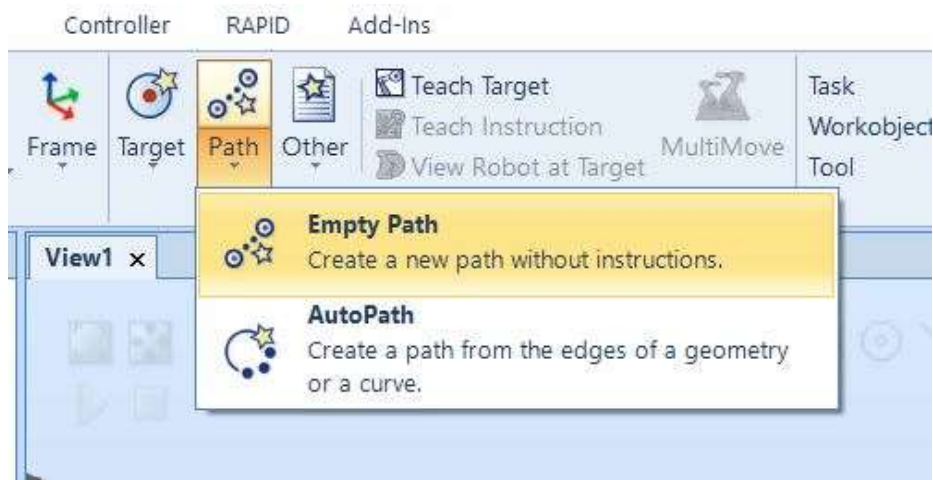 Controller RAPID Add-Ins
Frame Target Path Other
Teach Target
Teach Instruction
View Robot at Target
MultiMove
Task
Workobject
Tool
View1 x
Empty Path
Create a new path without instructions.
AutoPath
Create a path from the edges of a geometry
or a curve.